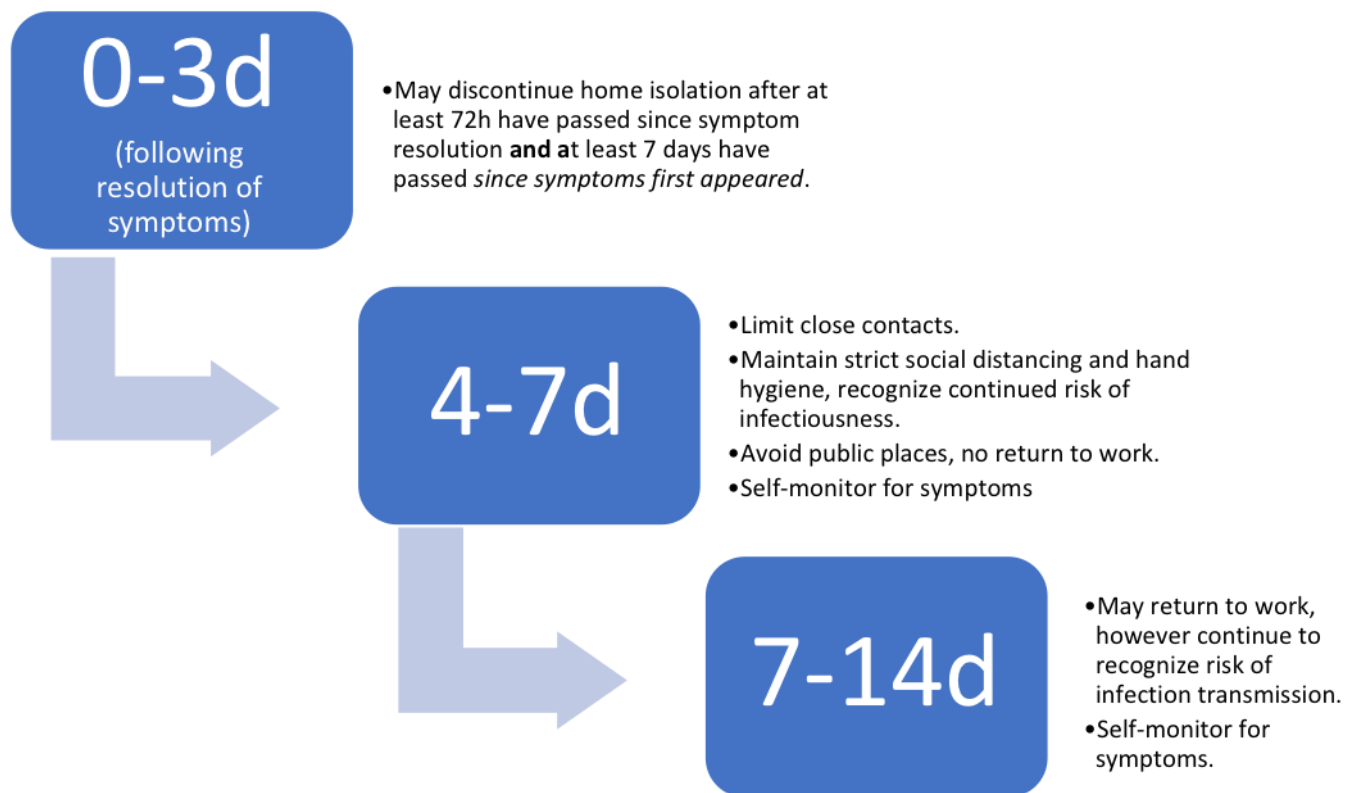 0-3d
(following
resolution of
symptoms)
•May discontinue home isolation after at
least 72h have passed since symptom
resolution and at least 7 days have
passed since symptoms first appeared.
4-7d
•Limit close contacts.
•Maintain strict social distancing and hand
hygiene, recognize continued risk of
infectiousness.
•Avoid public places, no return to work.
•Self-monitor for symptoms
7-14d
•May return to work,
however continue to
recognize risk of
infection transmission.
•Self-monitor for
symptoms.